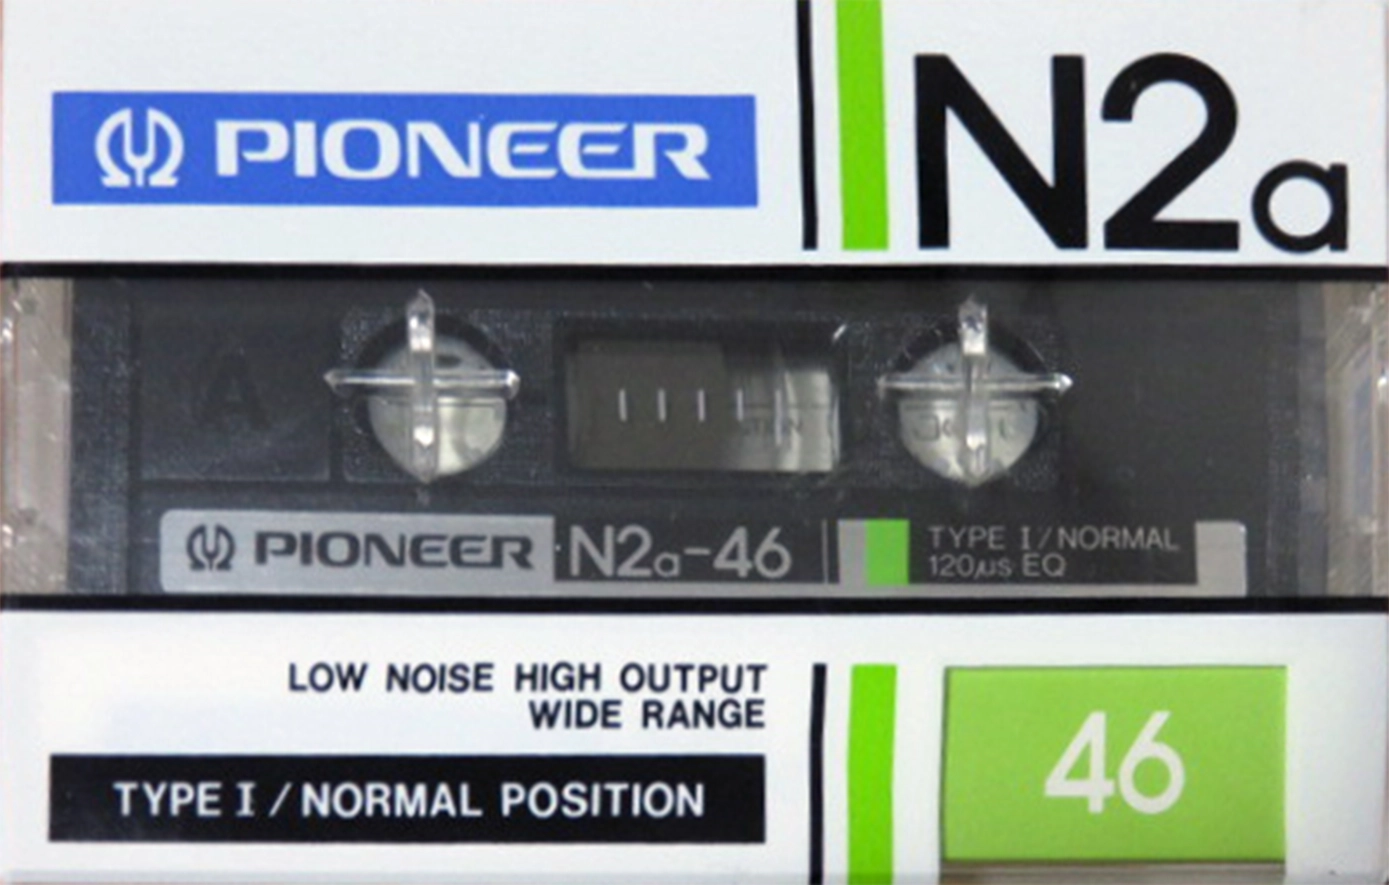 PIONEER
N2a
A
PIONEER N2a-46 TYPE I/NORMAL
120µs EQ
LOW NOISE HIGH OUTPUT
WIDE RANGE
TYPE I/NORMAL POSITION
46